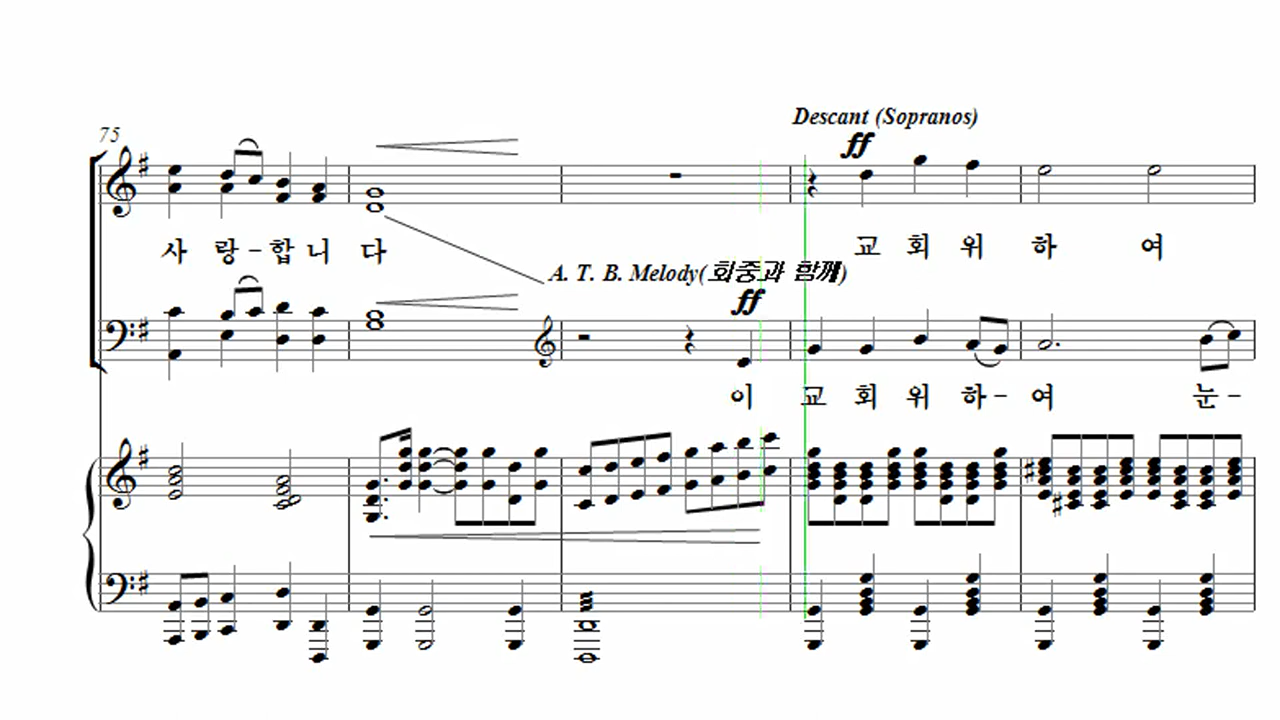 Descant (Sopranos)
75
ff
사 랑 - 합 니 다
교 회 위 하 여
A. T. B. Melody(회중과 함께)
ff
이 교 회 위 하 - 여 눈 -